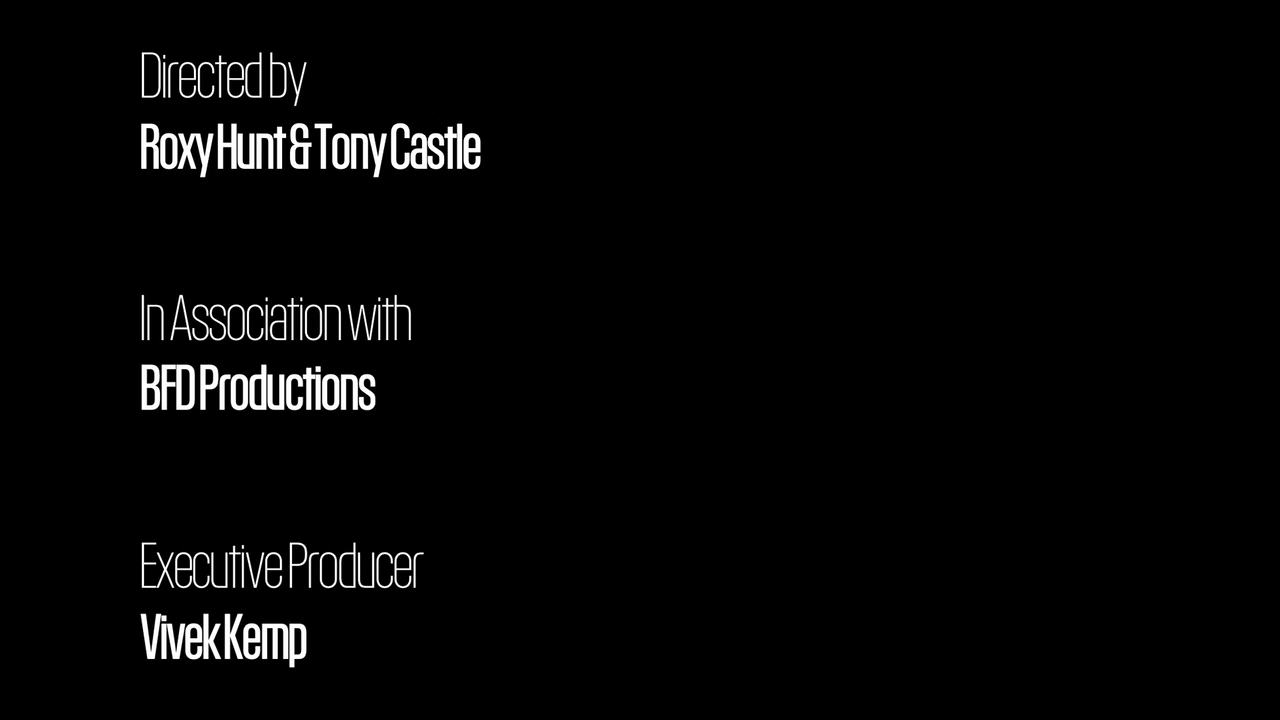 Directed by
Roxy Hunt & Tony Castle
In Association with
BFD Productions
Executive Producer
Vivek Kemp